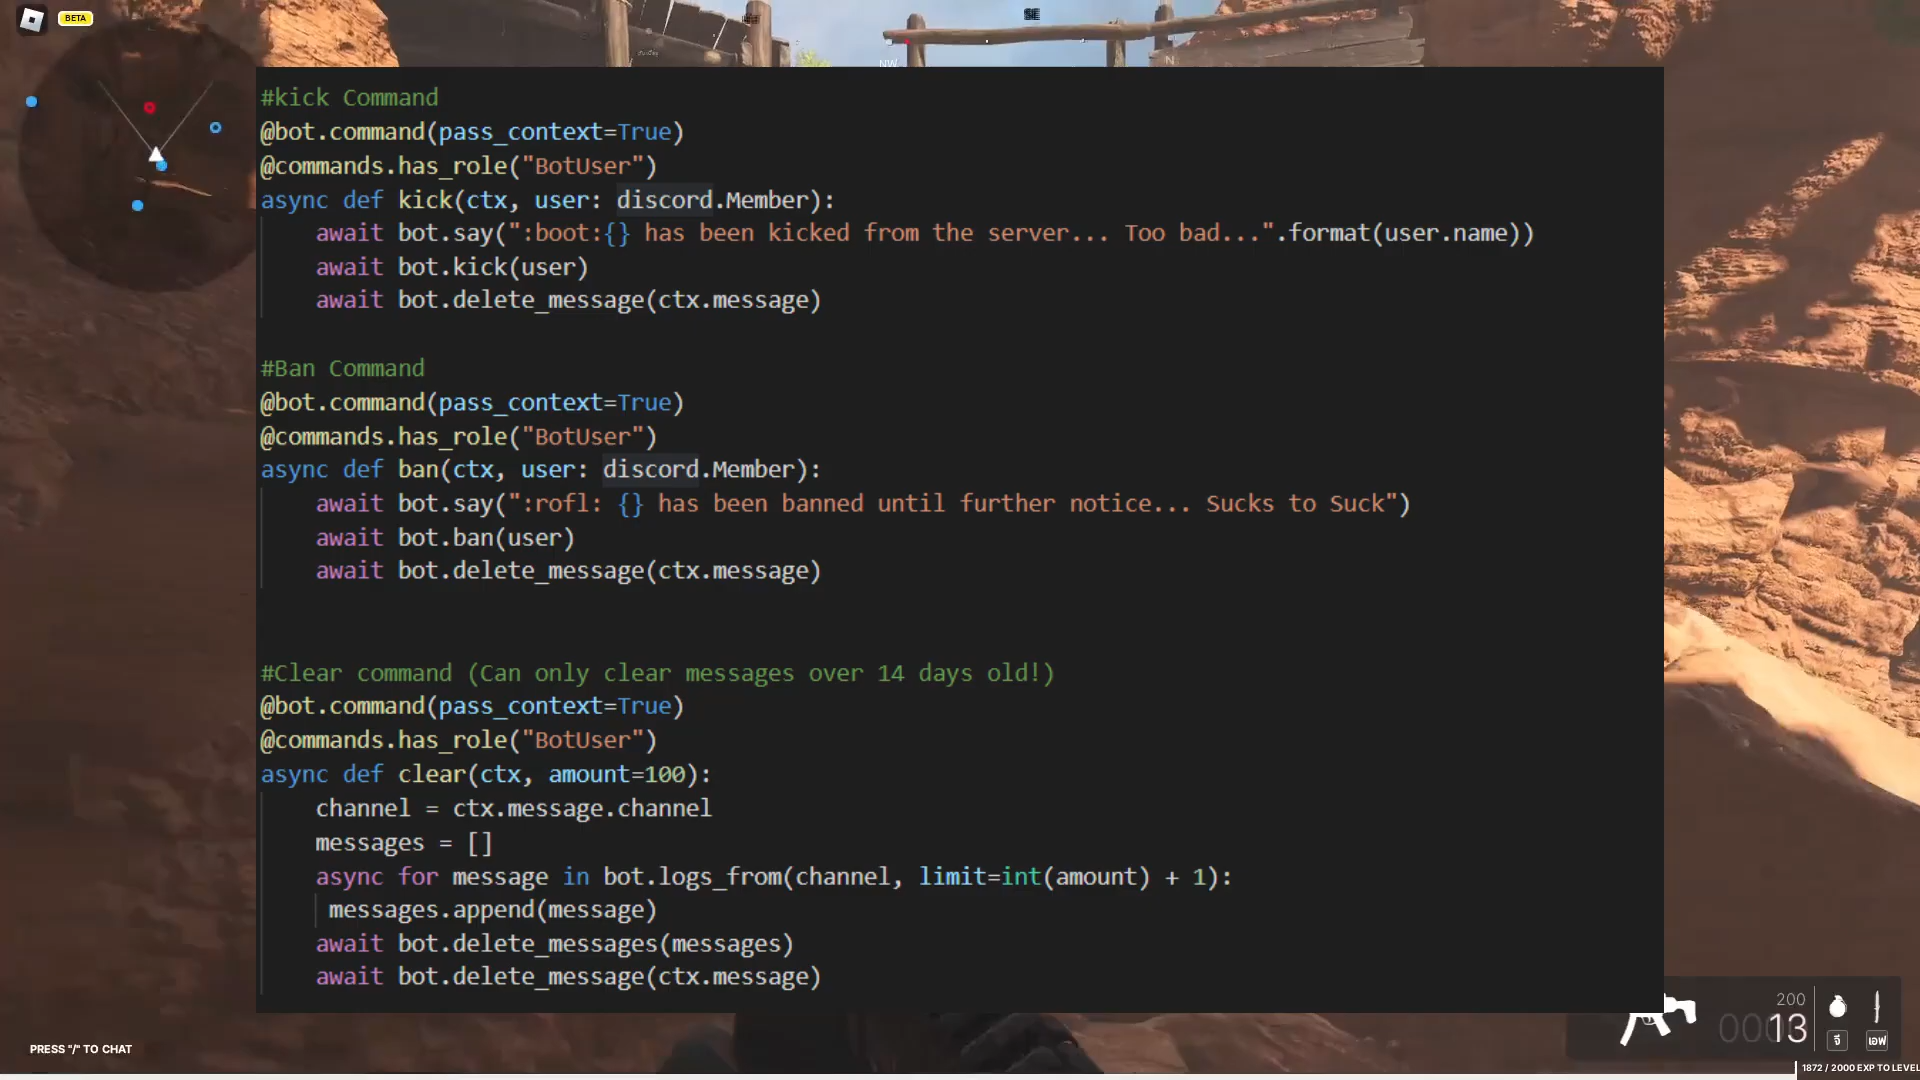 BETA
SE
NW
N
#kick Command
@bot.command(pass_context=True)
@commands.has_role("BotUser")
async def kick(ctx, user: discord.Member):
    await bot.say(":boot:{} has been kicked from the server... Too bad...".format(user.name))
    await bot.kick(user)
    await bot.delete_message(ctx.message)
#Ban Command
@bot.command(pass_context=True)
@commands.has_role("BotUser")
async def ban(ctx, user: discord.Member):
    await bot.say(":rofl: {} has been banned until further notice... Sucks to Suck")
    await bot.ban(user)
    await bot.delete_message(ctx.message)
#Clear command (Can only clear messages over 14 days old!)
@bot.command(pass_context=True)
@commands.has_role("BotUser")
async def clear(ctx, amount=100):
    channel = ctx.message.channel
    messages = []
    async for message in bot.logs_from(channel, limit=int(amount) + 1):
     messages.append(message)
    await bot.delete_messages(messages)
    await bot.delete_message(ctx.message)
200
13
จี
เอฟ
PRESS "/" TO CHAT
1872 / 2000 EXP TO LEVEL